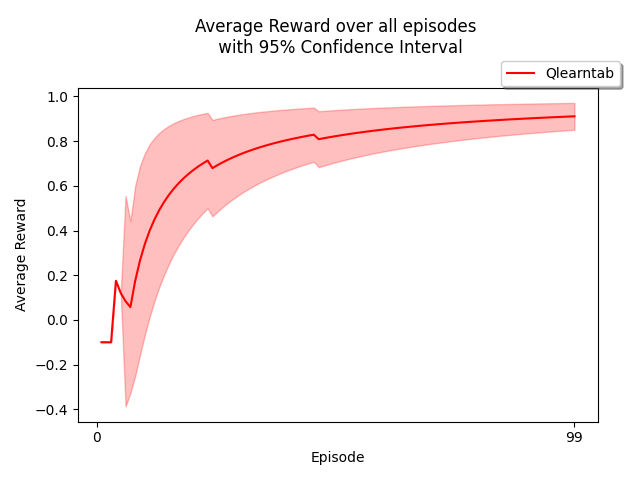 Average Reward over all episodes
with 95% Confidence Interval
Qlearntab
1.0
0.8
0.6
0.4
0.2
0.0
−0.2
−0.4
Average Reward
0
99
Episode